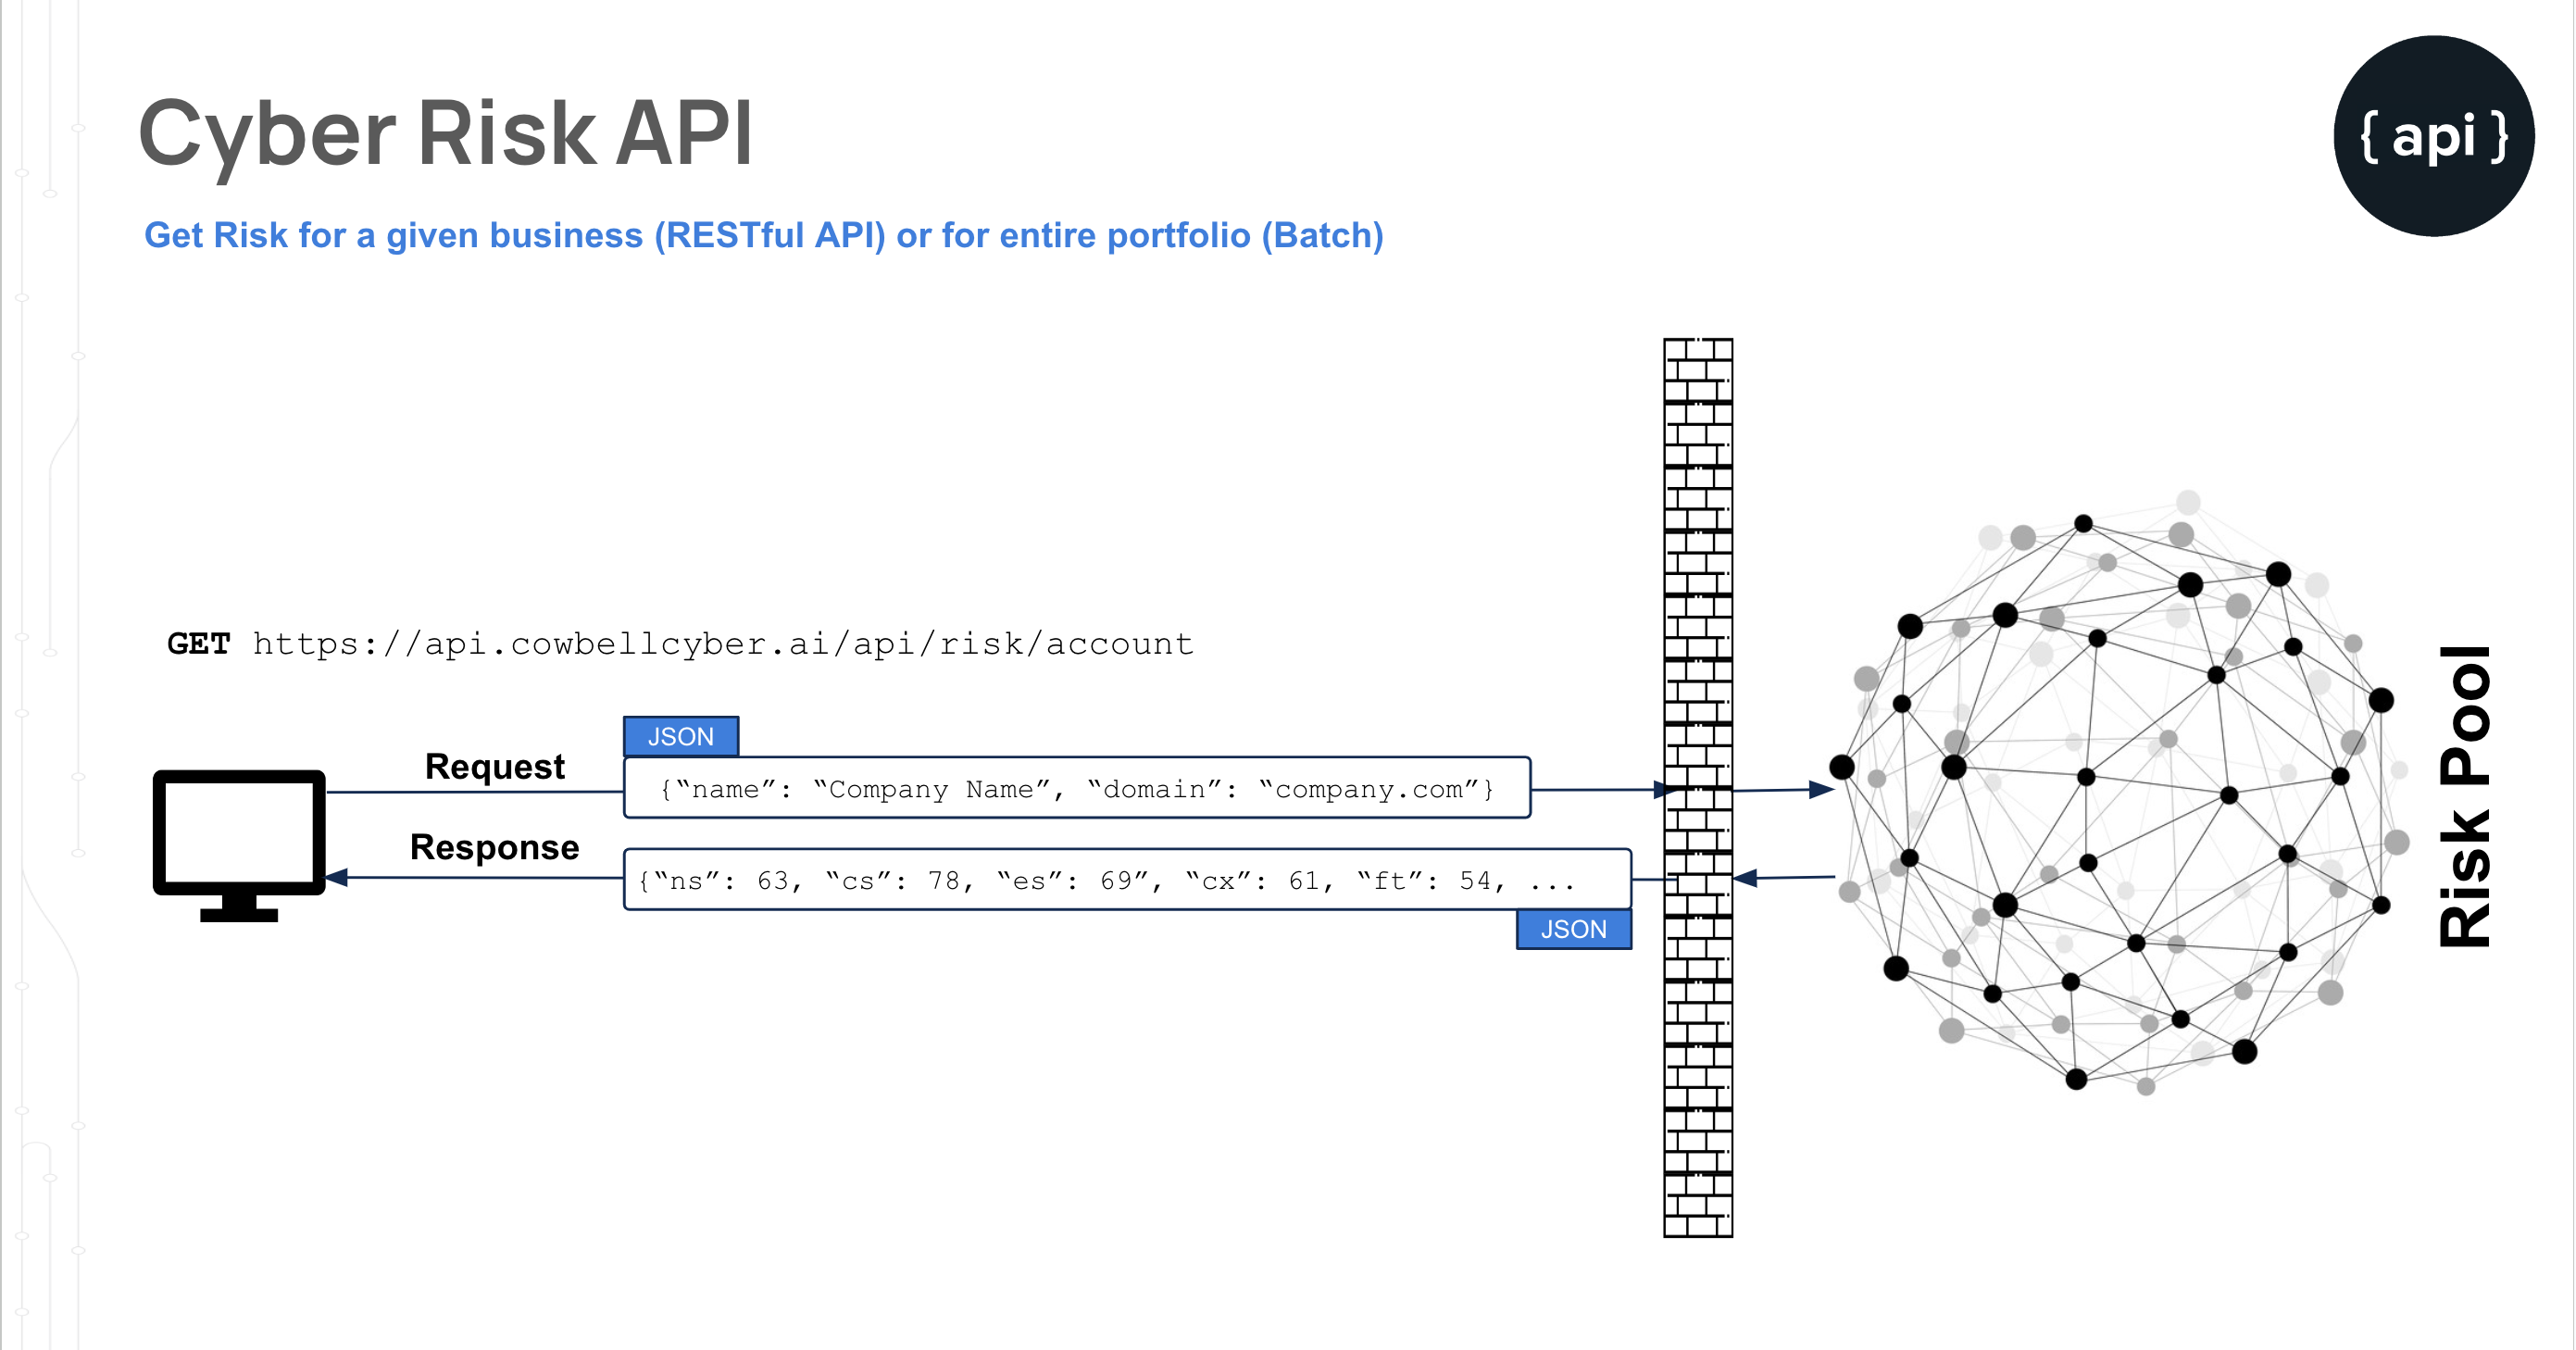 Cyber Risk API
{ api }
Get Risk for a given business (RESTful API) or for entire portfolio (Batch)
GET https://api.cowbellcyber.ai/api/risk/account
JSON
Request
{“name”: “Company Name”, “domain”: “company.com”}
Response
{“ns”: 63, “cs”: 78, “es”: 69”, “cx”: 61, “ft”: 54, ...
JSON
Risk Pool